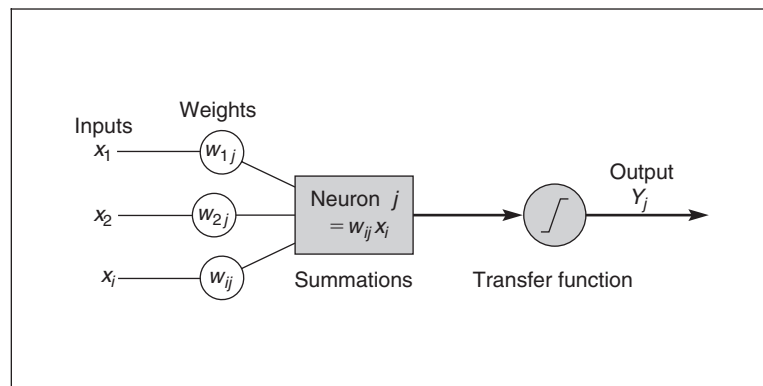 Weights
Inputs
x1
w1j
x2
w2j
xi
wij
Neuron j
= wij xi
Summations
Transfer function
Output
Yj